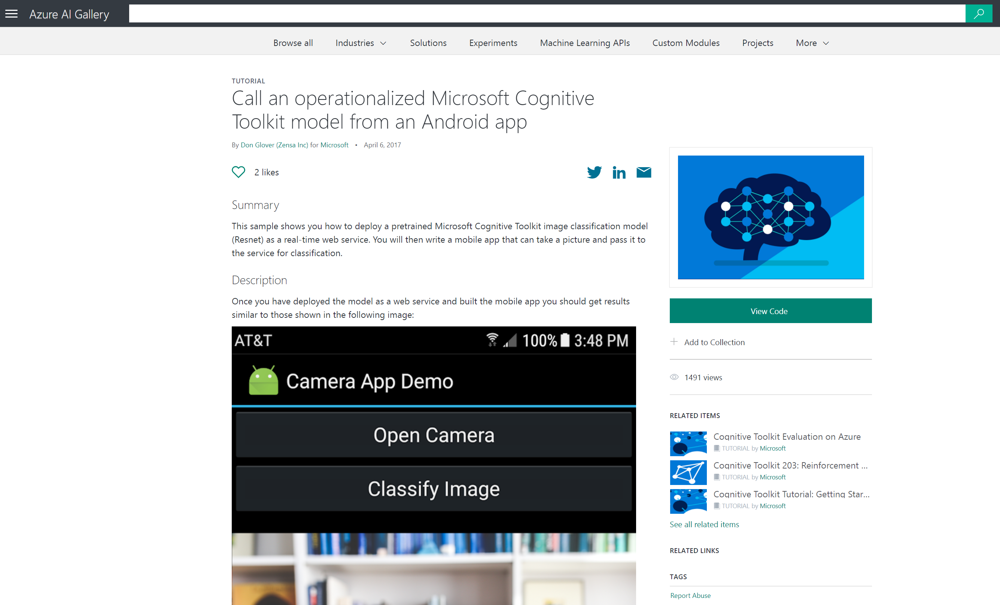 Azure AI Gallery
Browse all
Industries
Solutions
Experiments
Machine Learning APIs
Custom Modules
Projects
More
TUTORIAL
Call an operationalized Microsoft Cognitive
Toolkit model from an Android app
By Don Glover (Zensa Inc) for Microsoft • April 6, 2017
2 likes
Summary
This sample shows you how to deploy a pretrained Microsoft Cognitive Toolkit image classification model
(Resnet) as a real-time web service. You will then write a mobile app that can take a picture and pass it to
the service for classification.
Description
Once you have deployed the model as a web service and built the mobile app you should get results
similar to those shown in the following image:
AT&T
100%
3:48 PM
Camera App Demo
Open Camera
Classify Image
View Code
Add to Collection
1491 views
RELATED ITEMS
Cognitive Toolkit Evaluation on Azure
TUTORIAL by Microsoft
Cognitive Toolkit 203: Reinforcement ...
TUTORIAL by Microsoft
Cognitive Toolkit Tutorial: Getting Star...
TUTORIAL by Microsoft
See all related items
RELATED LINKS
TAGS
Report Abuse